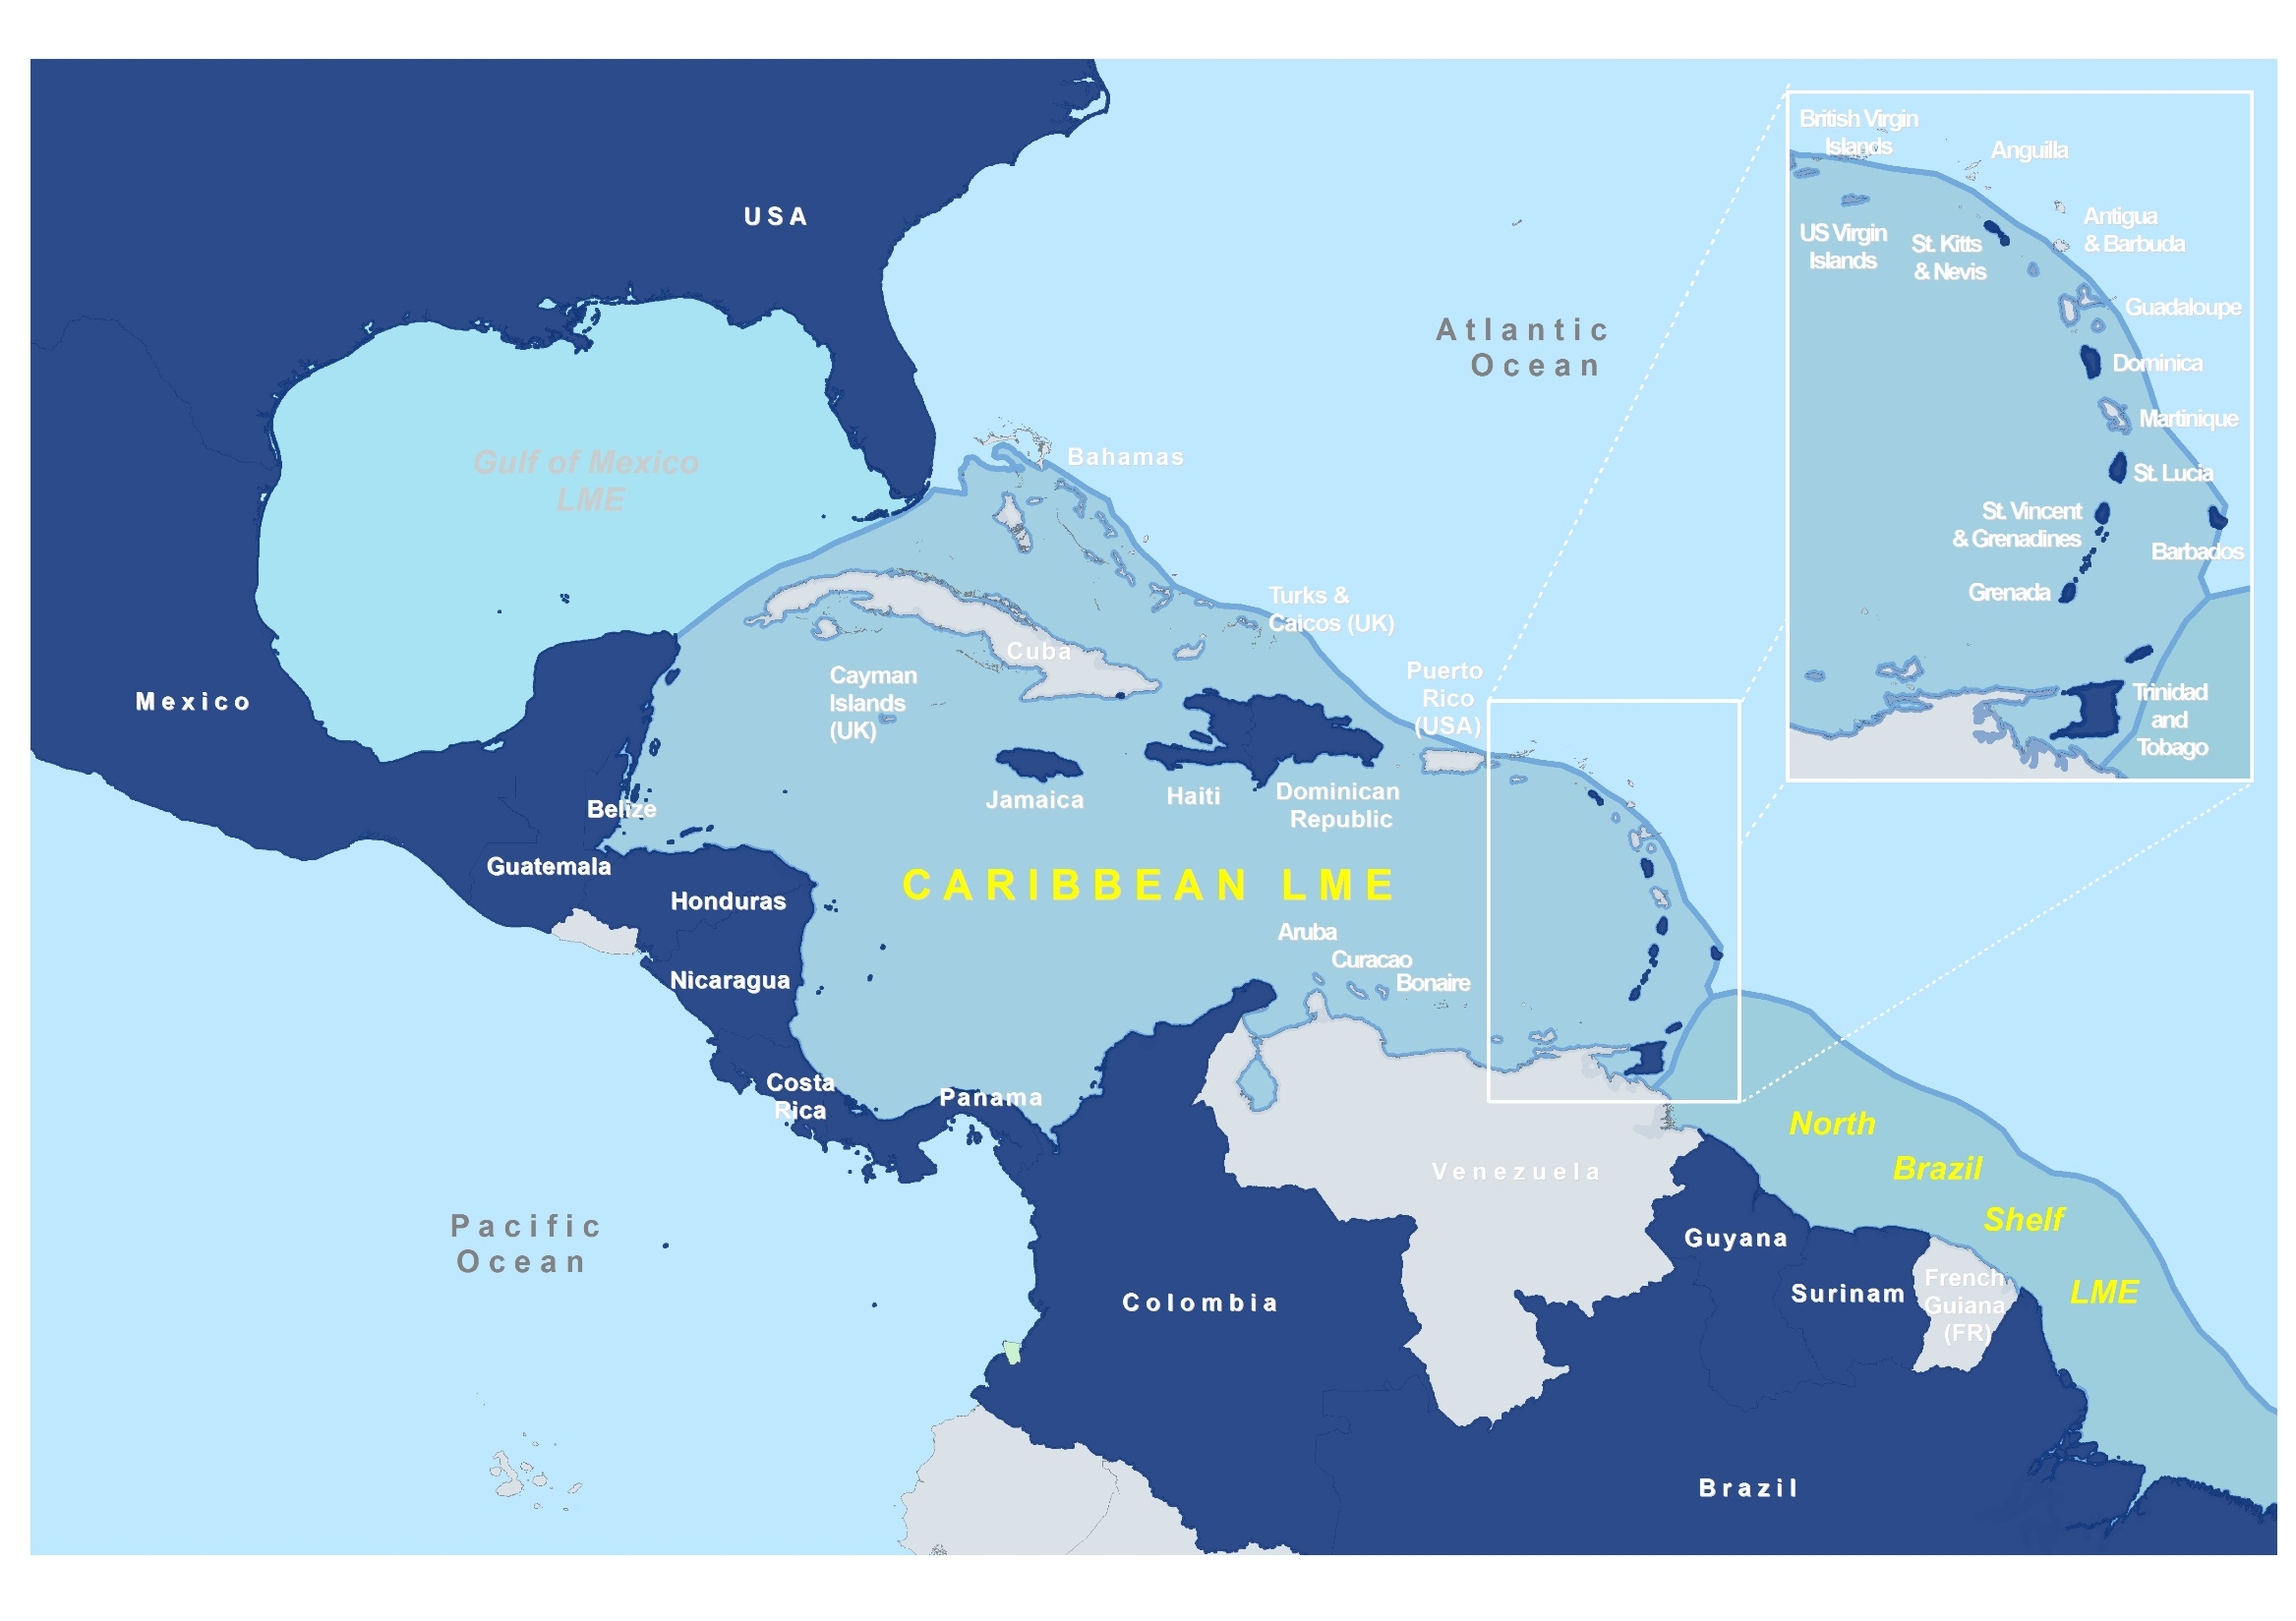 British Virgin
Islands
Anguilla
USA
Antigua
& Barbuda
US Virgin
Islands
St. Kitts
& Nevis
Guadaloupe
Atlantic
Ocean
Dominica
Martinique
Gulf of Mexico
LME
Bahamas
St. Lucia
St. Vincent
& Grenadines
Barbados
Grenada
Turks &
Caicos (UK)
Cuba
Cayman
Islands
(UK)
Puerto
Rico
(USA)
Mexico
Trinidad
and
Tobago
Jamaica
Haiti
Dominican
Republic
Belize
Guatemala
Honduras
CARIBBEAN LME
Aruba
Curacao
Bonaire
Nicaragua
Costa
Rica
Panama
North
Brazil
Shelf
LME
Venezuela
Pacific
Ocean
Guyana
Surinam
French
Guiana
(FR)
Colombia
Brazil